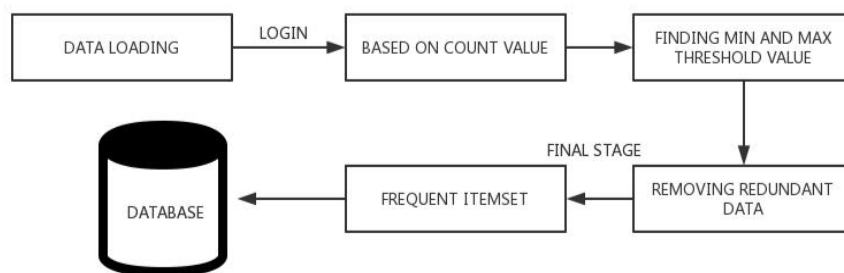 DATA LOADING
LOGIN
BASED ON COUNT VALUE
FINDING MIN AND MAX
THRESHOLD VALUE
REMOVING REDUNDANT
DATA
FINAL STAGE
FREQUENT ITEMSET
DATABASE